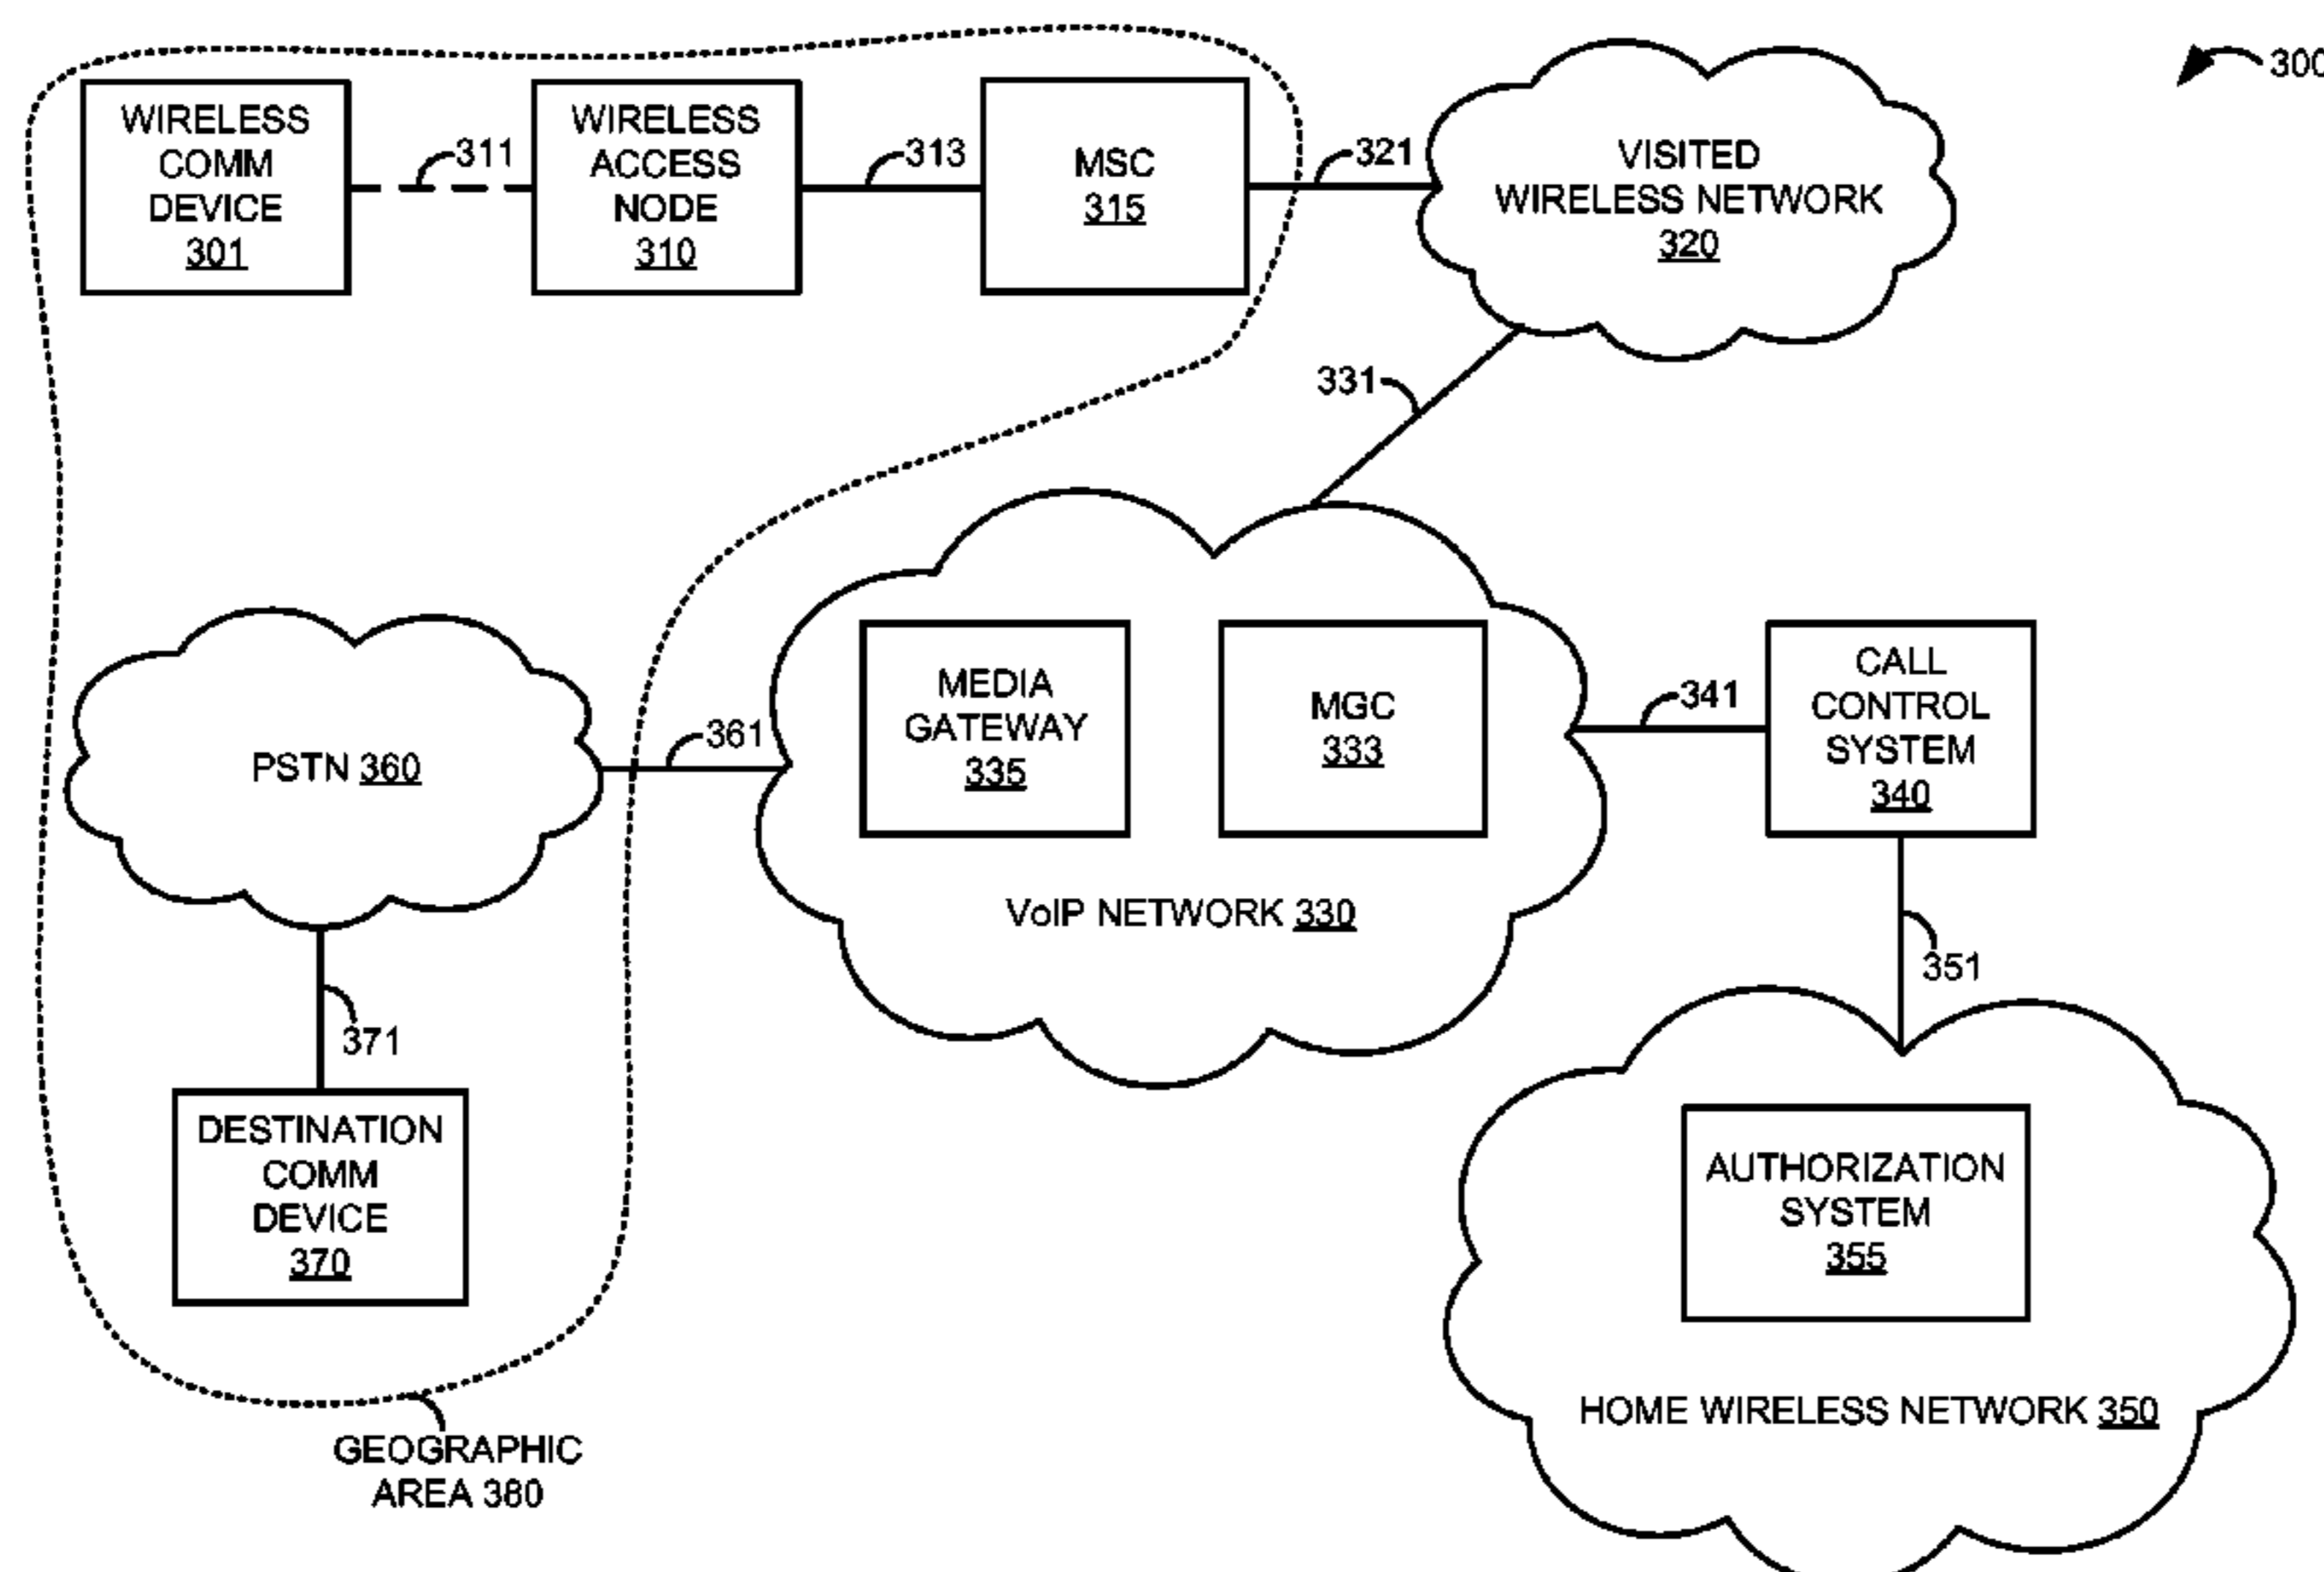 300
WIRELESS
COMM
DEVICE
301
311
WIRELESS
ACCESS
NODE
310
313
MSC
315
321
VISITED
WIRELESS NETWORK
320
331
PSTN 360
361
MEDIA
GATEWAY
335
MGC
333
VoIP NETWORK 330
341
CALL
CONTROL
SYSTEM
340
351
371
DESTINATION
COMM
DEVICE
370
AUTHORIZATION
SYSTEM
355
HOME WIRELESS NETWORK 350
GEOGRAPHIC
AREA 380